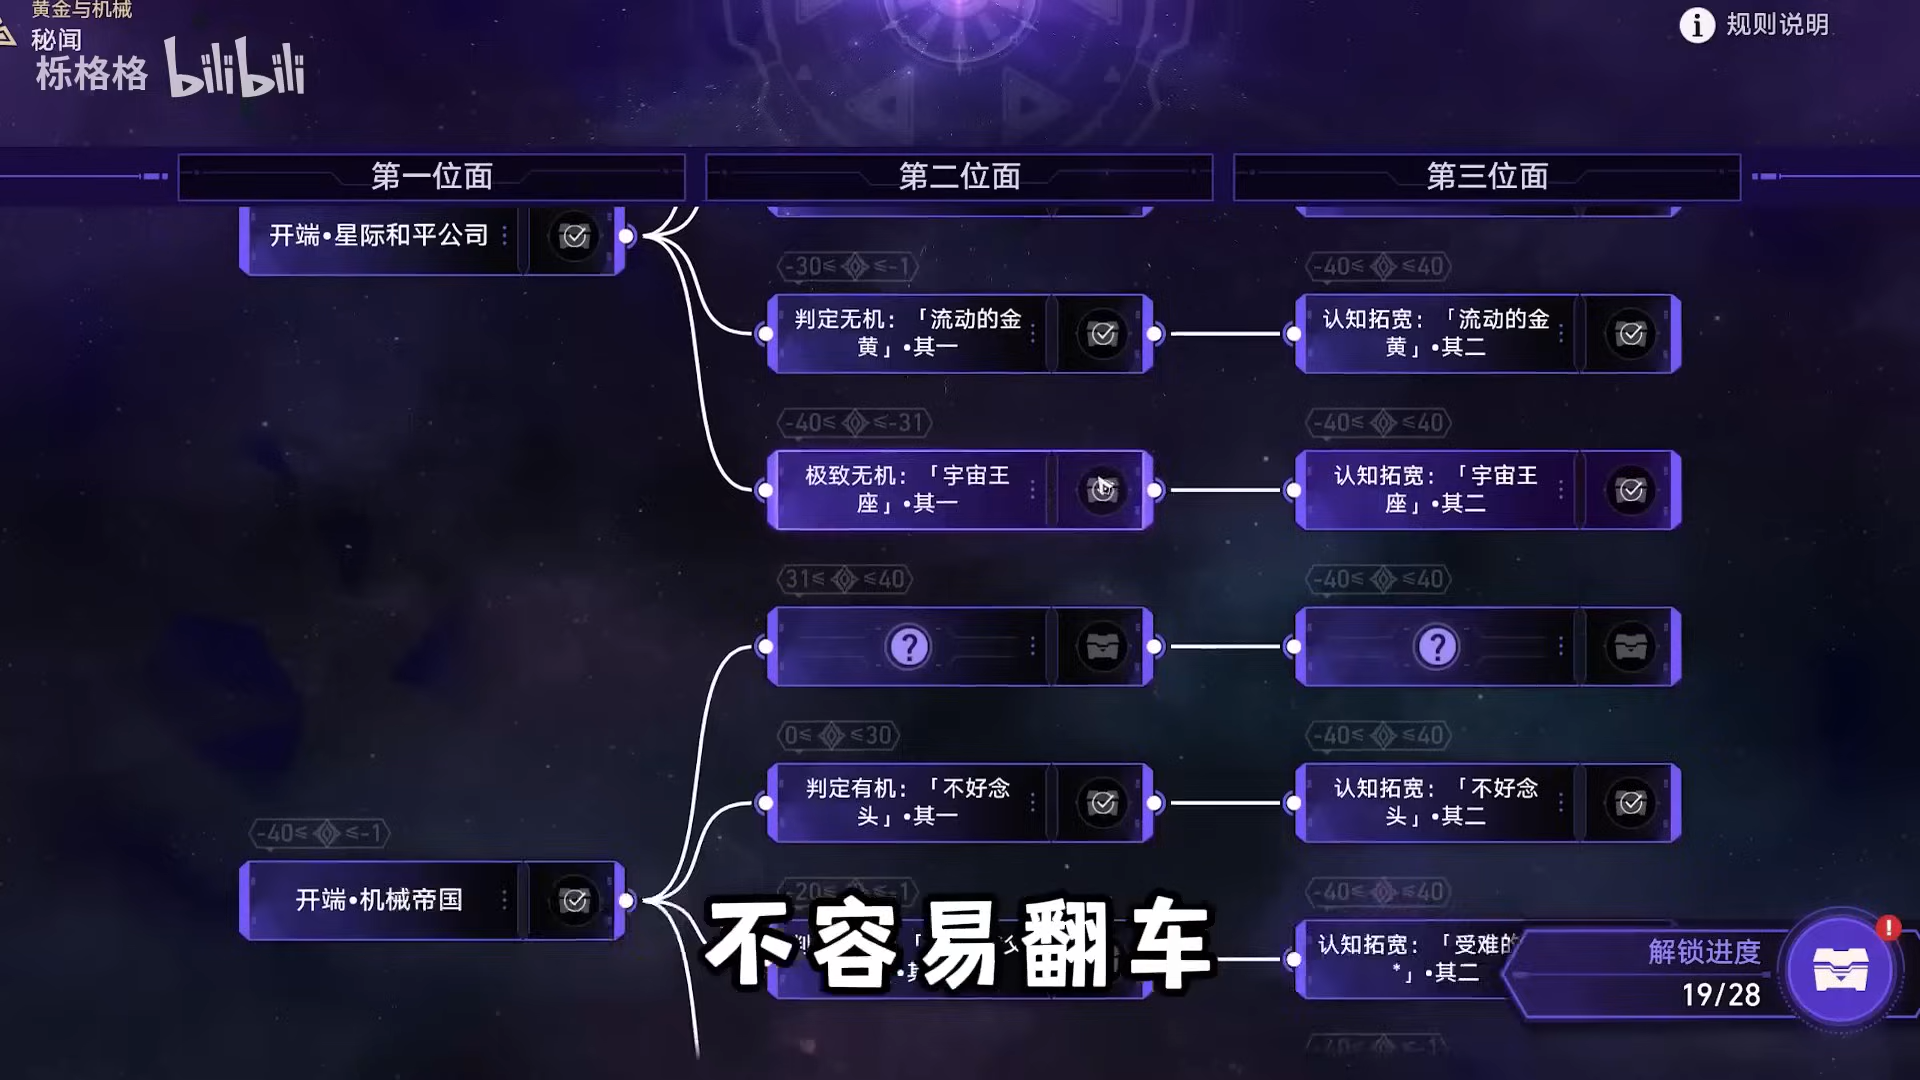 黄金与机械
秘闻
栎格格 bilibili
规则说明
第一位面
第二位面
第三位面
开端•星际和平公司
-30≤ ≤-1
-40≤ ≤40
判定无机：「流动的金
黄」•其一
认知拓宽：「流动的金
黄」•其二
-40≤ ≤-31
-40≤ ≤40
极致无机：「宇宙王
座」•其一
认知拓宽：「宇宙王
座」•其二
31≤ ≤40
-40≤ ≤40
?
?
0≤ ≤30
-40≤ ≤40
判定有机：「不好念
头」•其一
认知拓宽：「不好念
头」•其二
-40≤ ≤-1
开端•机械帝国
-20≤ ≤-1
-40≤ ≤40
认知拓宽：「受难的
*」•其二
不容易翻车
解锁进度
19/28
-40≤ ≤-1